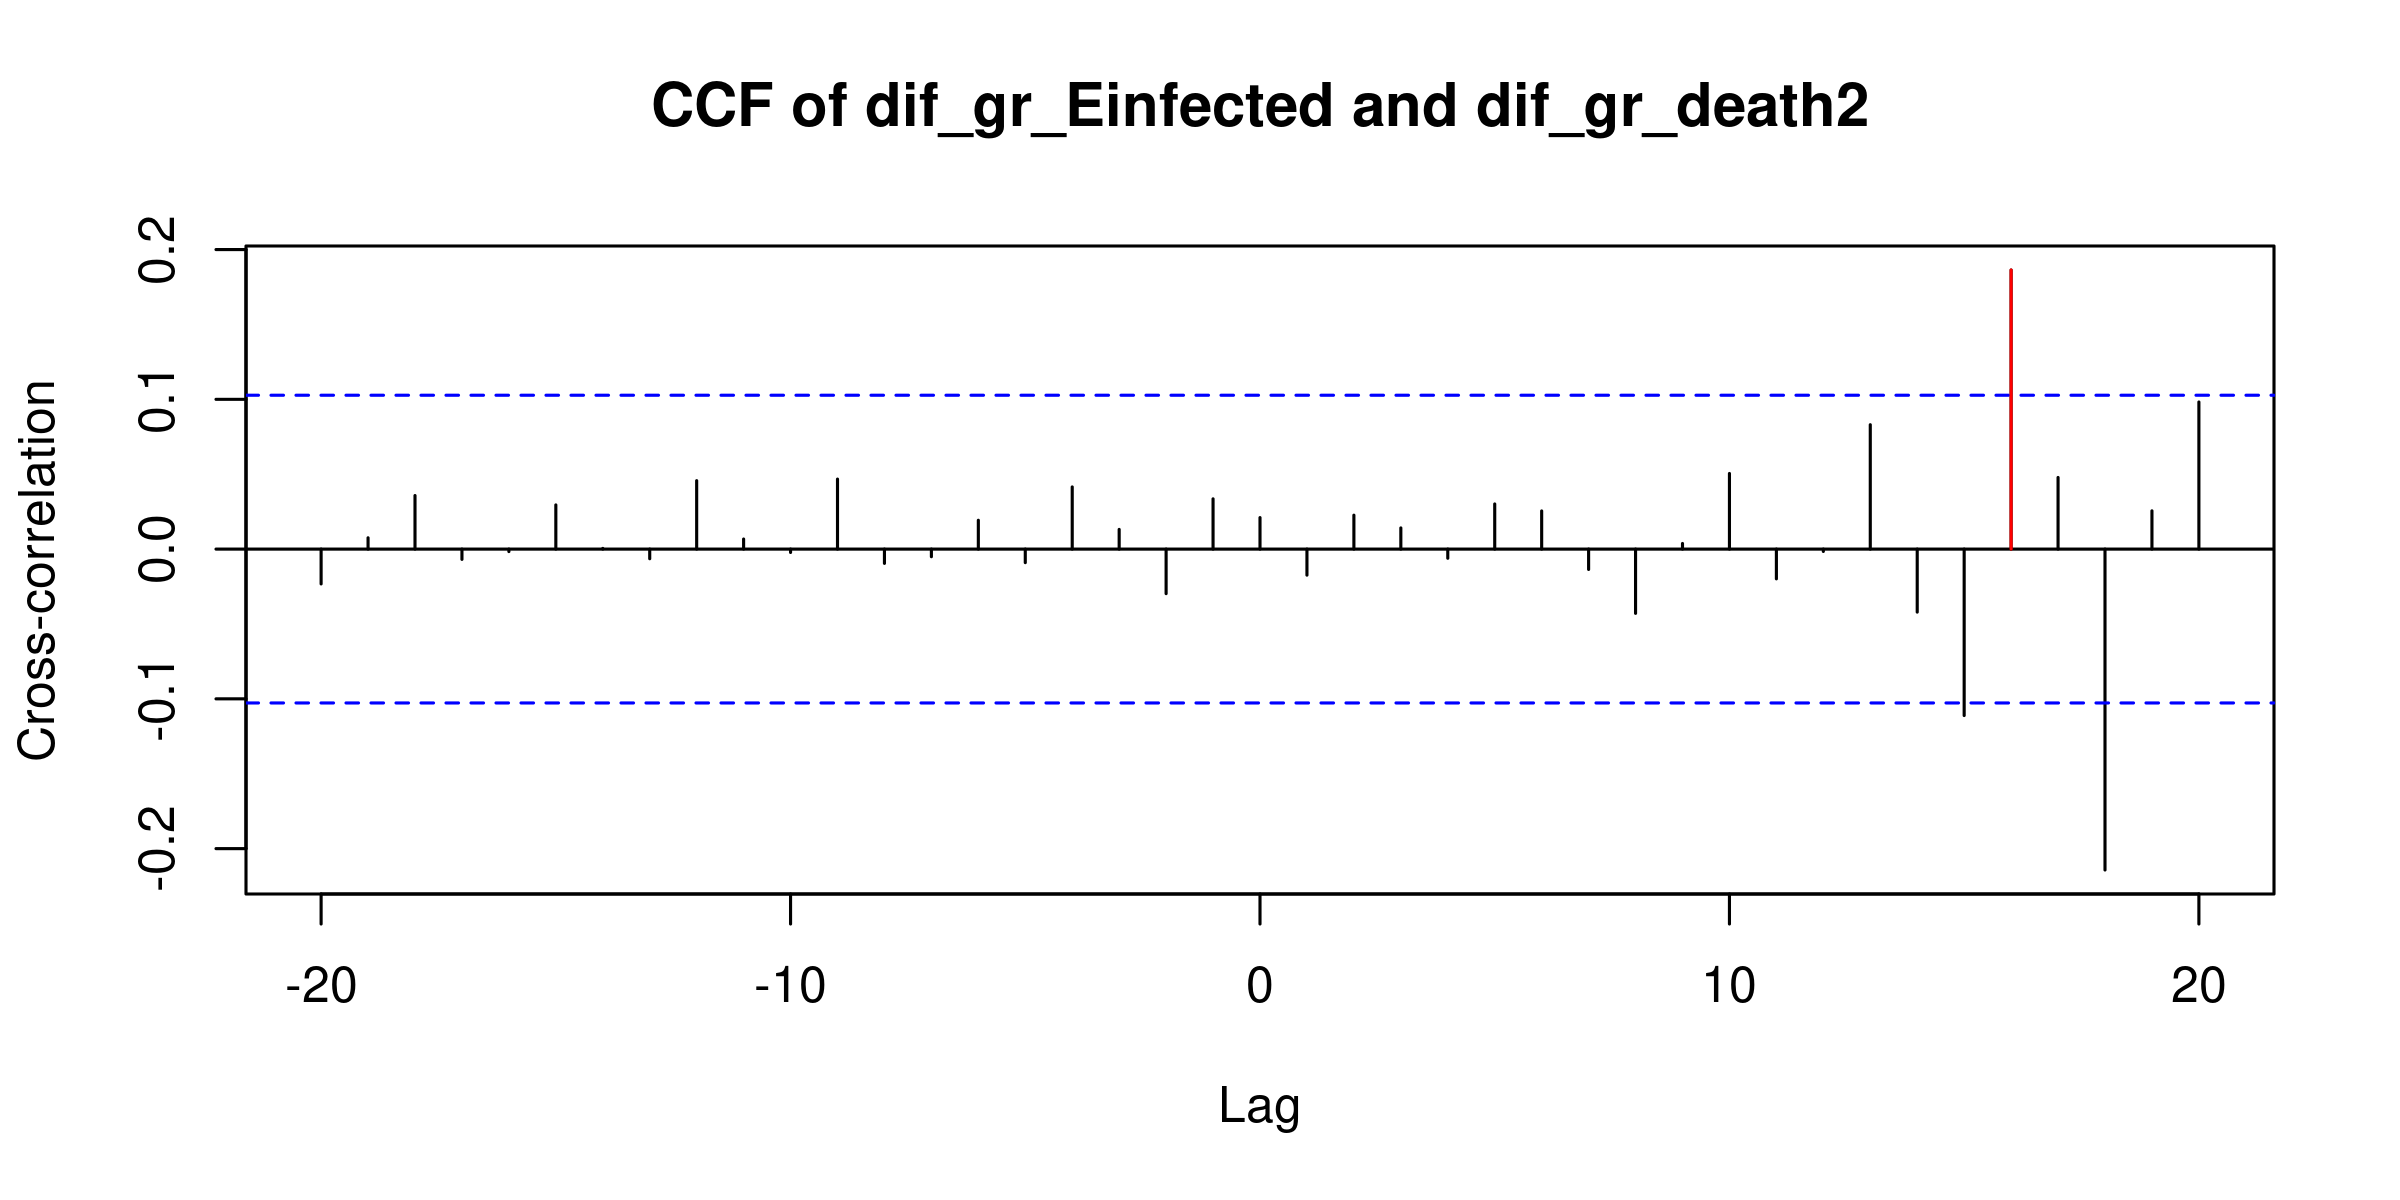 CCF of dif_gr_Einfected and dif_gr_death2
Cross-correlation
0.2
0.1
0.0
-0.1
-0.2
-20 -10 0 10 20
Lag